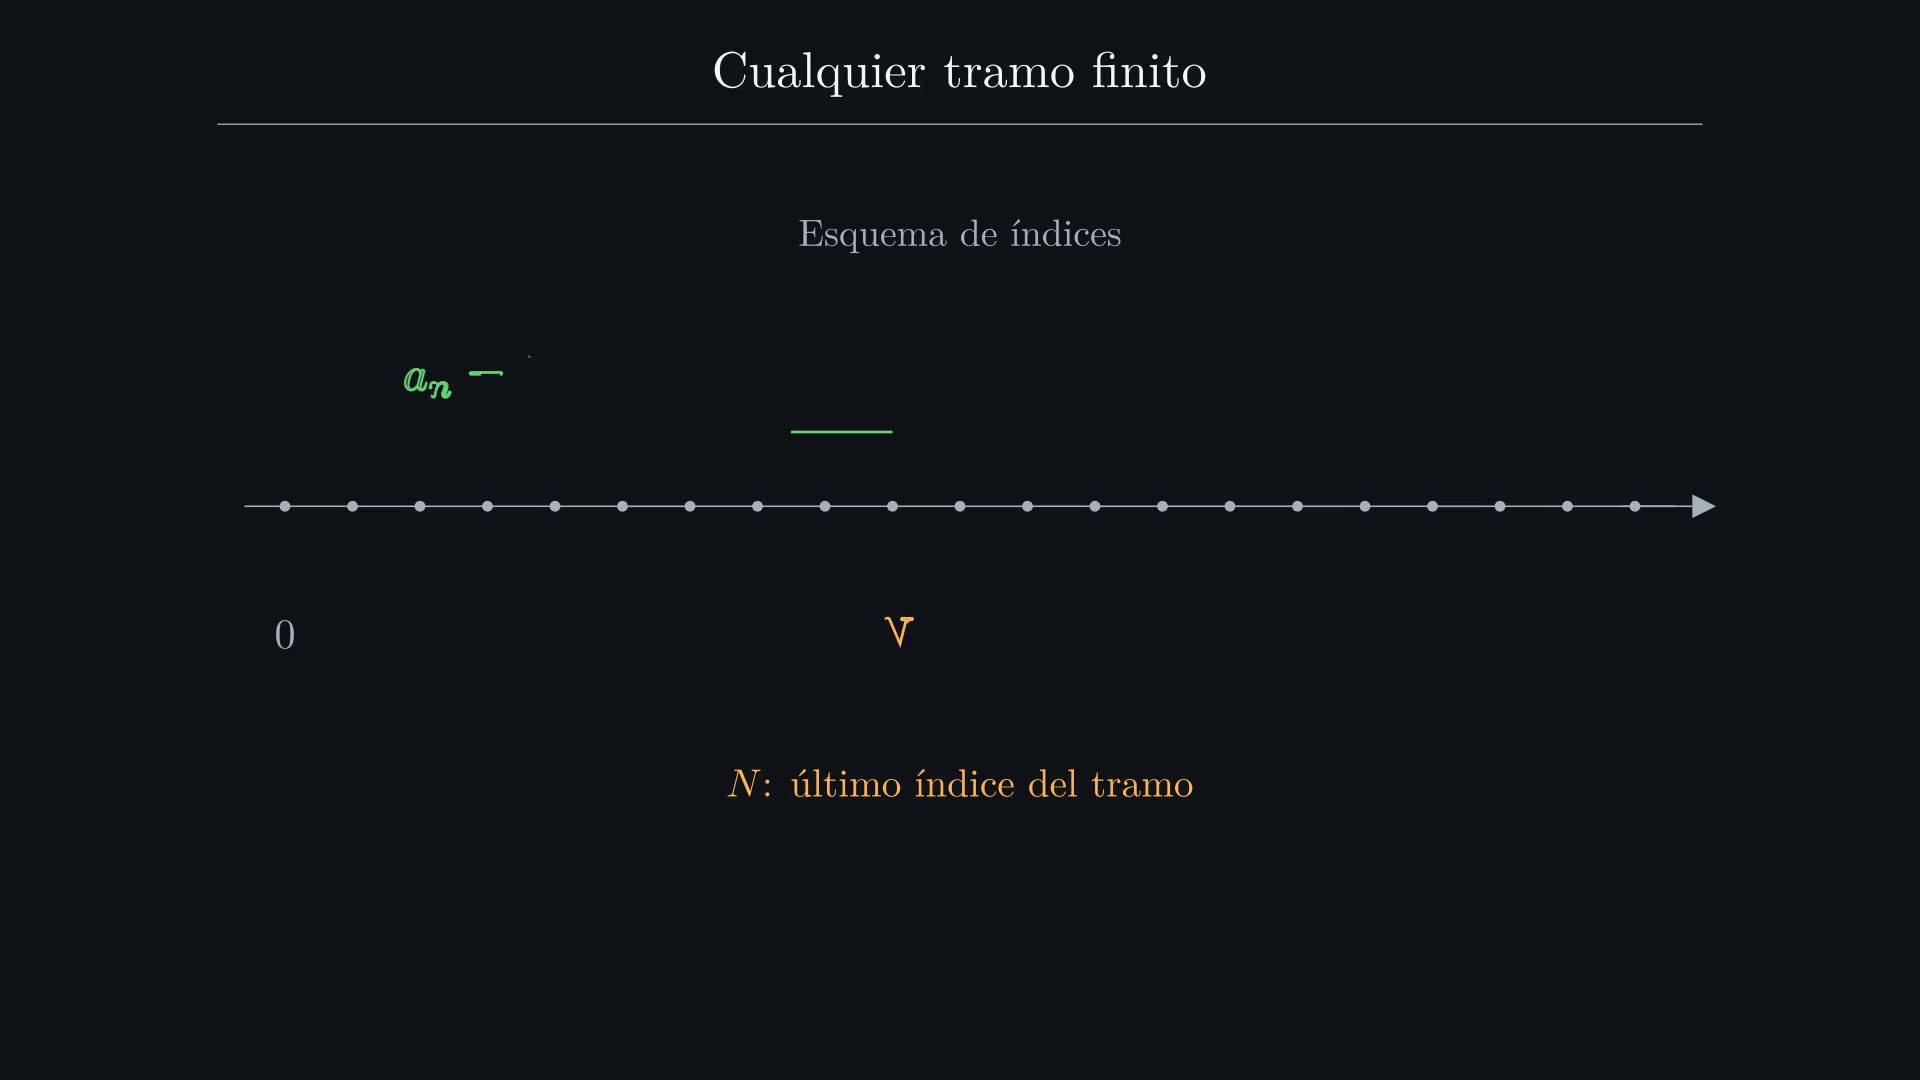 Cualquier tramo finito
Esquema de índices
aₙ
0
N: último índice del tramo